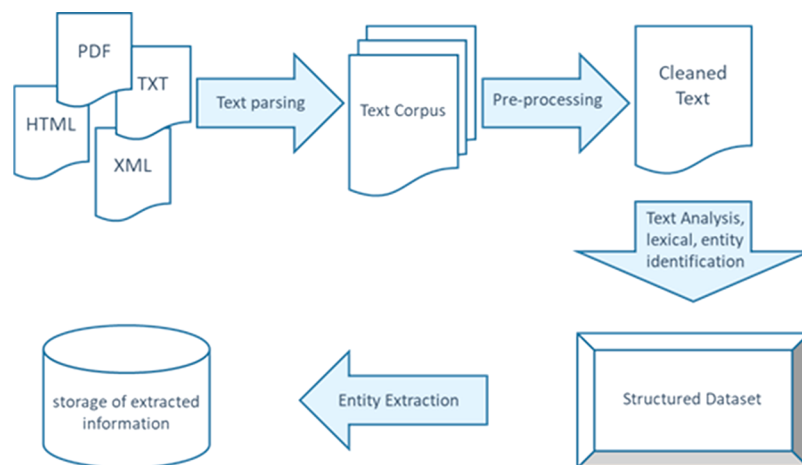 PDF
TXT
HTML
XML
Text parsing
Text Corpus
Pre-processing
Cleaned
Text
Text Analysis,
lexical, entity
identification
Structured Dataset
Entity Extraction
storage of extracted
information